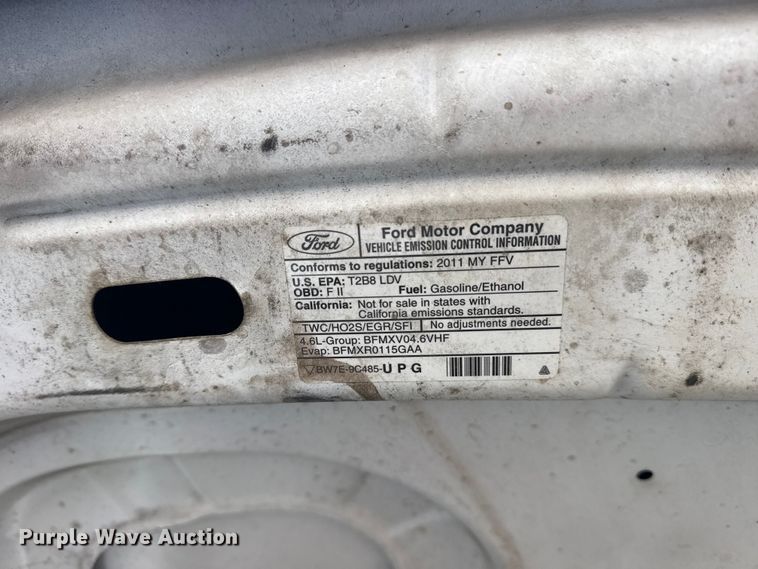 Ford
Ford Motor Company
VEHICLE EMISSION CONTROL INFORMATION
Conforms to regulations: 2011 MY FFV
U.S. EPA: T2B8 LDV
OBD: F II Fuel: Gasoline/Ethanol
California: Not for sale in states with
California emissions standards.
TWC/HO2S/EGR/SFI No adjustments needed.
4.6L-Group: BFMXV04.6VHF
Evap: BFMXR0115GAA
BW7E-9C485-U P G
Purple Wave Auction